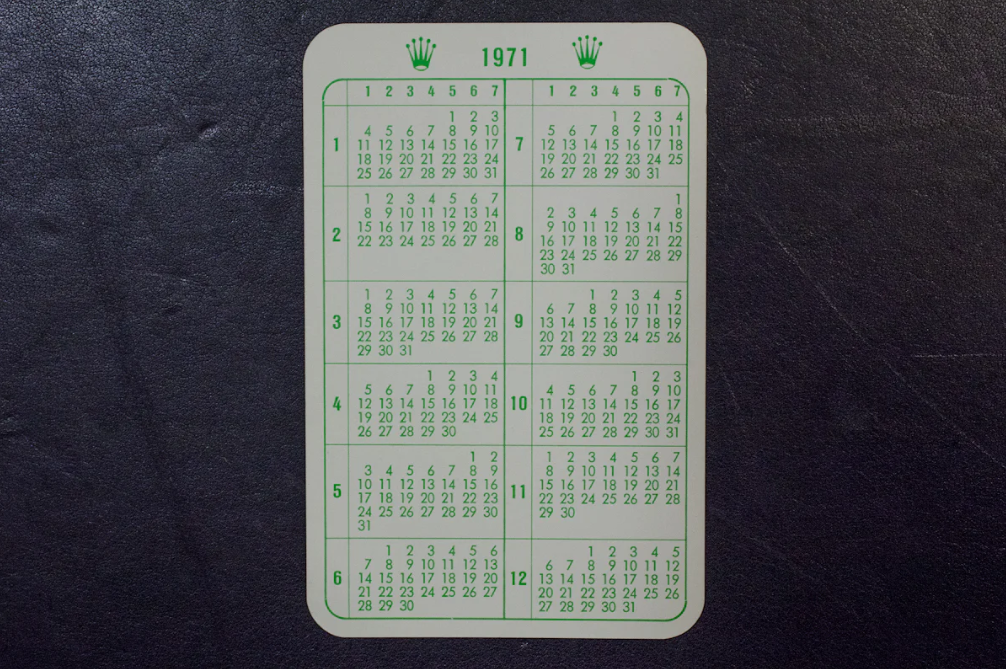 1971
1 2 3 4 5 6 7
1
1 2 3
4 5 6 7 8 9 10
11 12 13 14 15 16 17
18 19 20 21 22 23 24
25 26 27 28 29 30 31
2
1 2 3 4 5 6 7
8 9 10 11 12 13 14
15 16 17 18 19 20 21
22 23 24 25 26 27 28
3
1 2 3 4 5 6 7
8 9 10 11 12 13 14
15 16 17 18 19 20 21
22 23 24 25 26 27 28
29 30 31
4
1 2 3 4
5 6 7 8 9 10 11
12 13 14 15 16 17 18
19 20 21 22 23 24 25
26 27 28 29 30
5
1 2
3 4 5 6 7 8 9
10 11 12 13 14 15 16
17 18 19 20 21 22 23
24 25 26 27 28 29 30
31
6
1 2 3 4 5 6
7 8 9 10 11 12 13
14 15 16 17 18 19 20
21 22 23 24 25 26 27
28 29 30
1 2 3 4 5 6 7
7
1 2 3 4
5 6 7 8 9 10 11
12 13 14 15 16 17 18
19 20 21 22 23 24 25
26 27 28 29 30 31
8
1
2 3 4 5 6 7 8
9 10 11 12 13 14 15
16 17 18 19 20 21 22
23 24 25 26 27 28 29
30 31
9
1 2 3 4 5
6 7 8 9 10 11 12
13 14 15 16 17 18 19
20 21 22 23 24 25 26
27 28 29 30
10
1 2 3
4 5 6 7 8 9 10
11 12 13 14 15 16 17
18 19 20 21 22 23 24
25 26 27 28 29 30 31
11
1 2 3 4 5 6 7
8 9 10 11 12 13 14
15 16 17 18 19 20 21
22 23 24 25 26 27 28
29 30
12
1 2 3 4 5
6 7 8 9 10 11 12
13 14 15 16 17 18 19
20 21 22 23 24 25 26
27 28 29 30 31